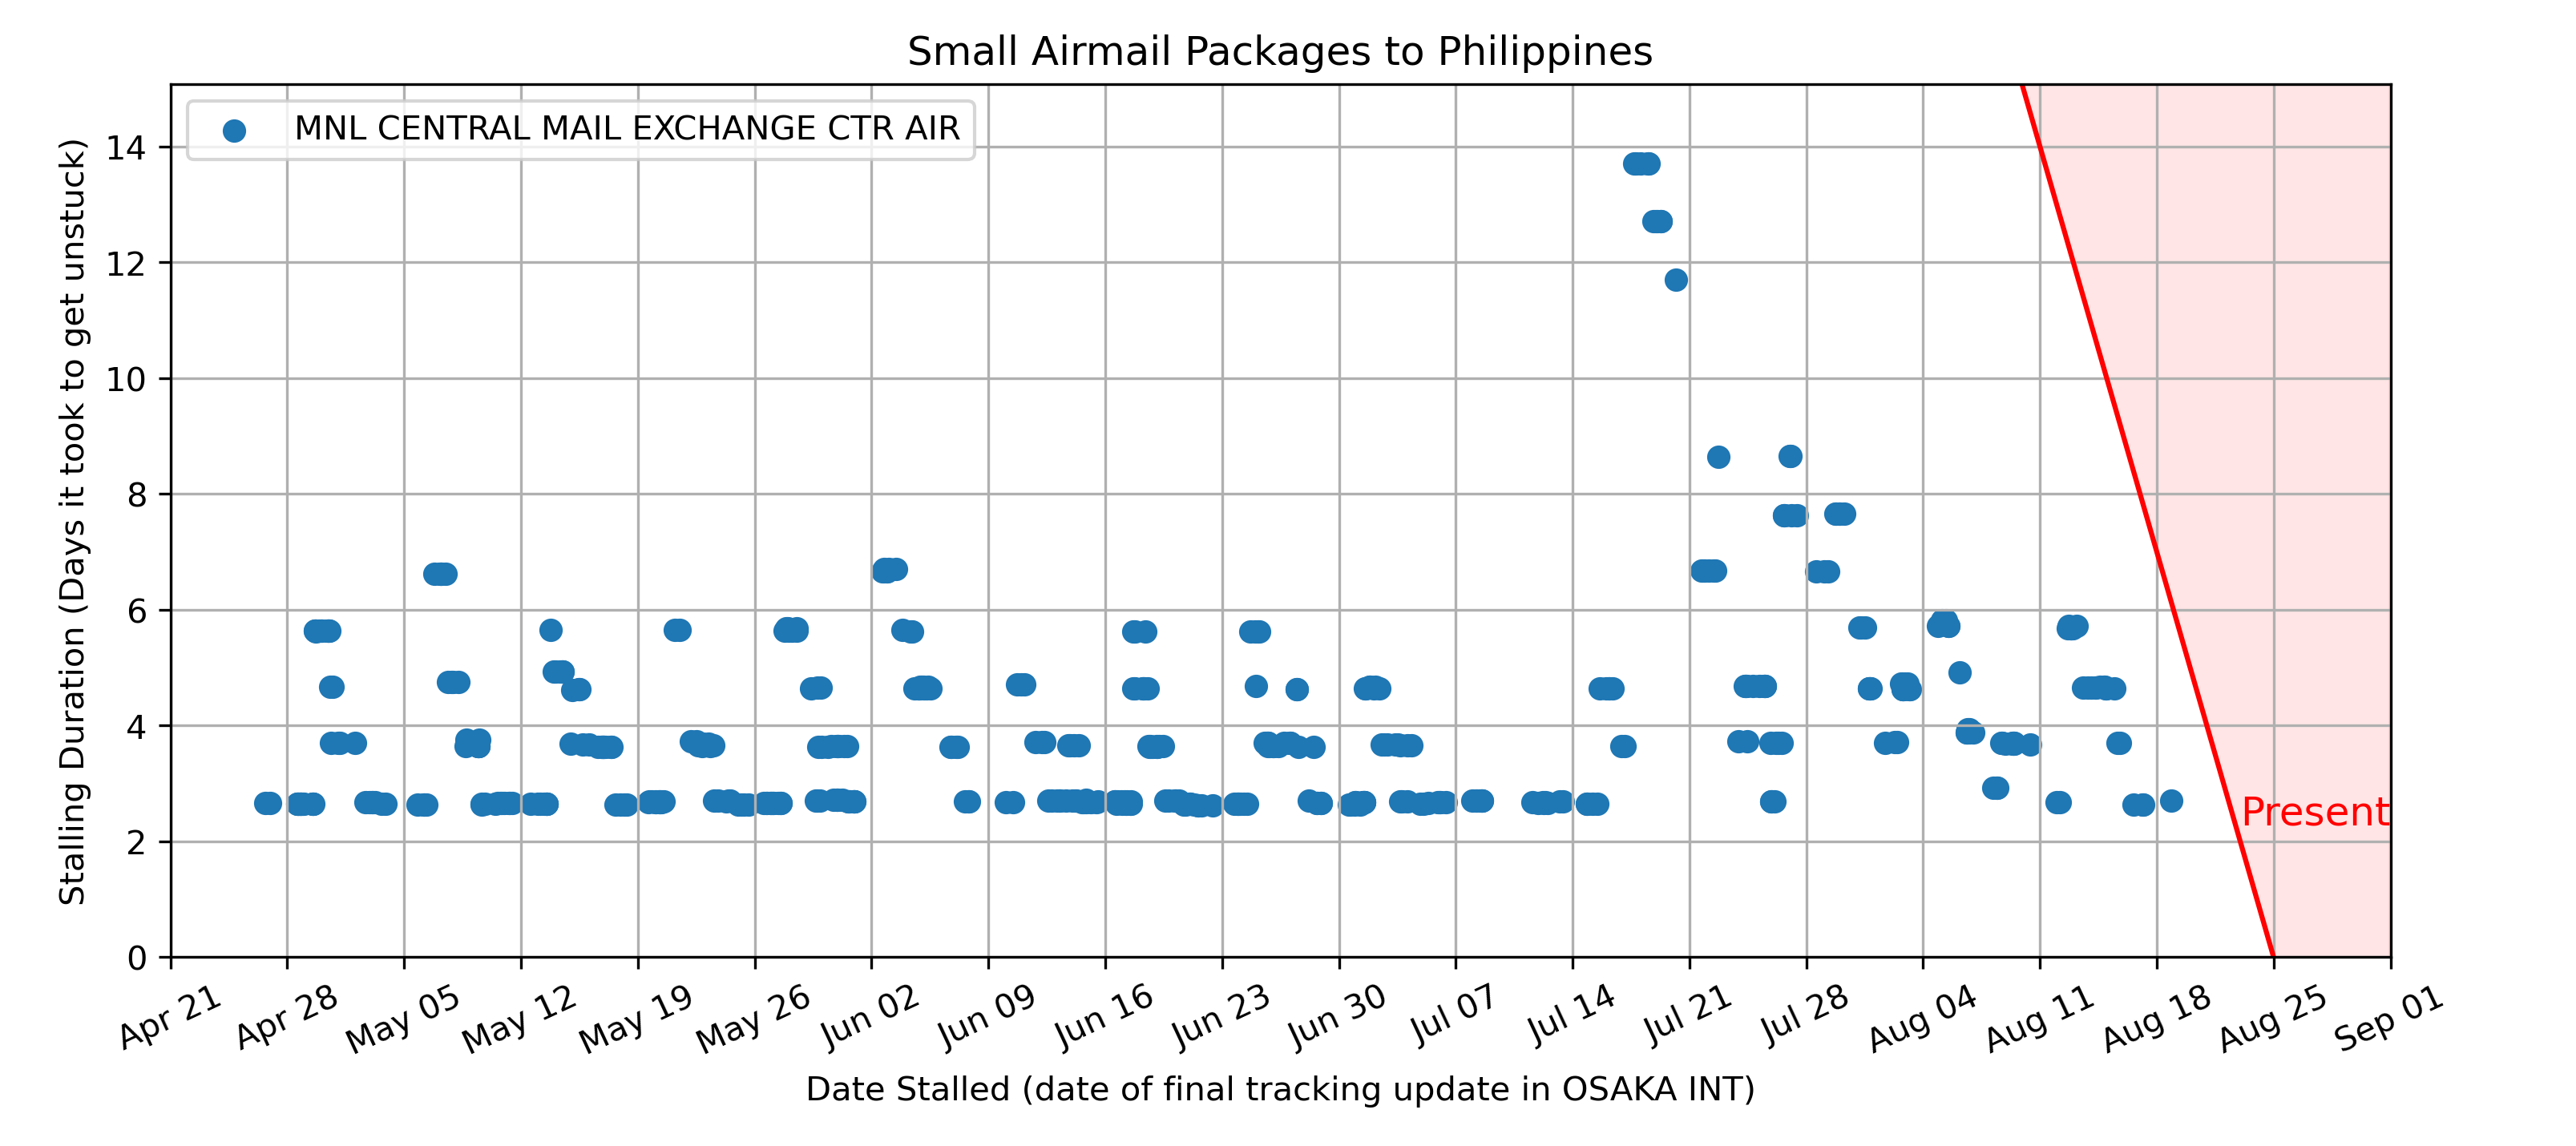 Small Airmail Packages to Philippines
MNL CENTRAL MAIL EXCHANGE CTR AIR
Stalling Duration (Days it took to get unstuck)
14
12
10
8
6
4
2
0
Present
Apr 21
Apr 28
May 05
May 12
May 19
May 26
Jun 02
Jun 09
Jun 16
Jun 23
Jun 30
Jul 07
Jul 14
Jul 21
Jul 28
Aug 04
Aug 11
Aug 18
Aug 25
Sep 01
Date Stalled (date of final tracking update in OSAKA INT)